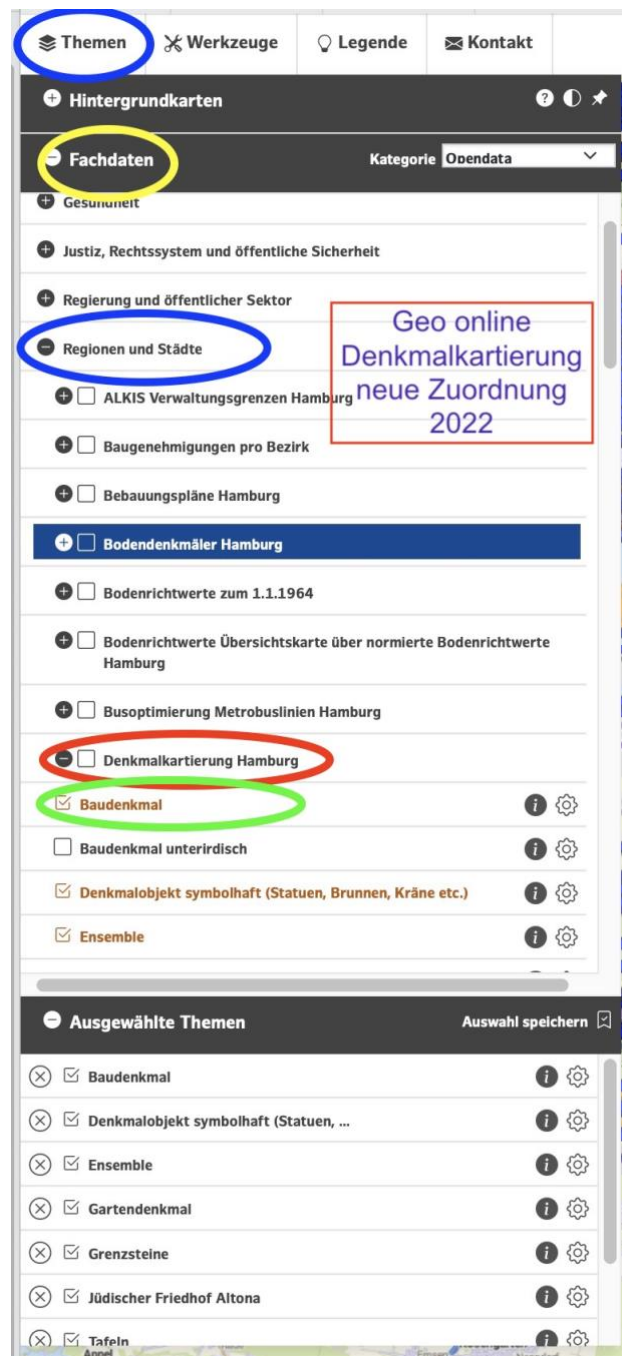 Themen Werkzeuge Legende Kontakt
Hintergrundkarten
Fachdaten Kategorie Opendata
Gesundheit
Justiz, Rechtssystem und öffentliche Sicherheit
Regierung und öffentlicher Sektor
Regionen und Städte
Geo online
Denkmalkartierung
neue Zuordnung
2022
ALKIS Verwaltungsgrenzen Hamburg
Baugenehmigungen pro Bezirk
Bebauungspläne Hamburg
Bodendenkmäler Hamburg
Bodenrichtwerte zum 1.1.1964
Bodenrichtwerte Übersichtskarte über normierte Bodenrichtwerte
Hamburg
Busoptimierung Metrobuslinien Hamburg
Denkmalkartierung Hamburg
Baudenkmal
Baudenkmal unterirdisch
Denkmalobjekt symbolhaft (Statuen, Brunnen, Kräne etc.)
Ensemble
Ausgewählte Themen Auswahl speichern
Baudenkmal
Denkmalobjekt symbolhaft (Statuen, ...
Ensemble
Gartendenkmal
Grenzsteine
Jüdischer Friedhof Altona
Tafeln
Appel